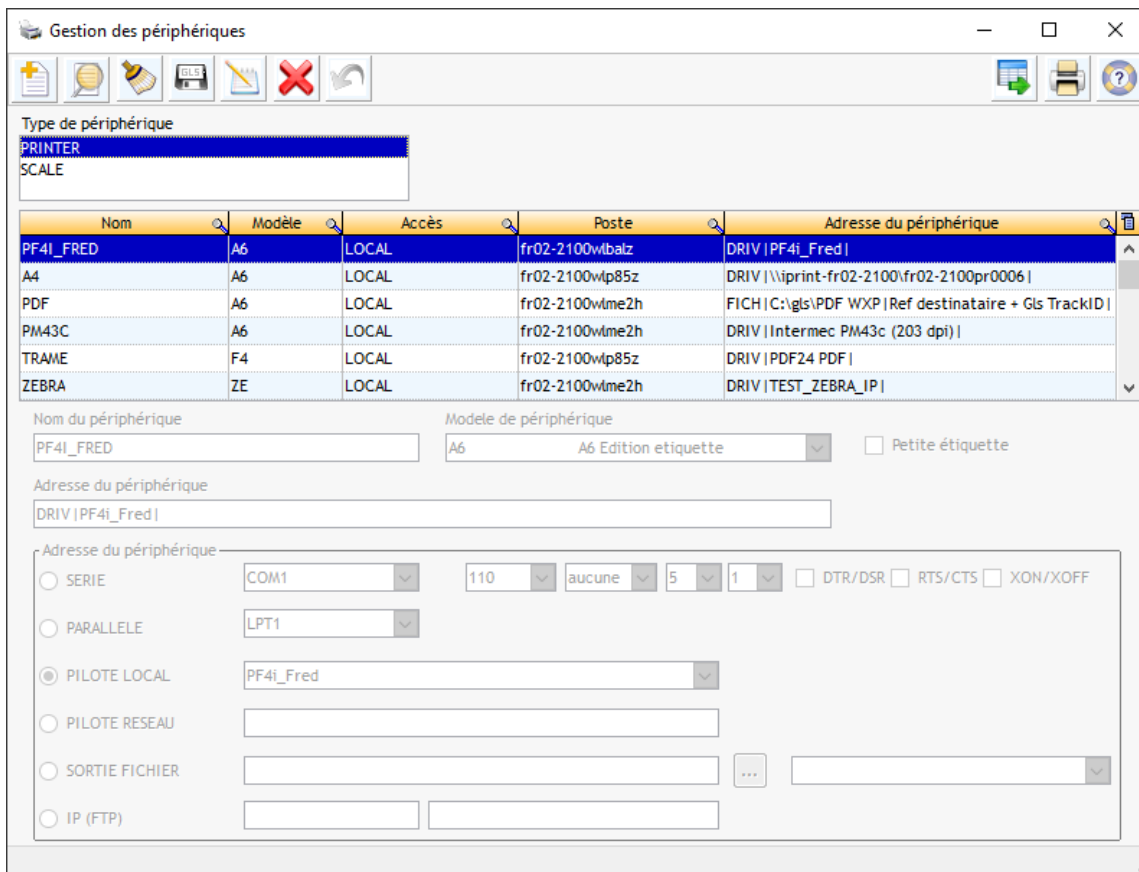 Gestion des périphériques
GLS
Type de périphérique
PRINTER
SCALE
Nom Modèle Accès Poste Adresse du périphérique
PF4I_FRED A6 LOCAL fr02-2100wlbalz DRIV|PF4i_Fred|
A4 A6 LOCAL fr02-2100wlp85z DRIV|\\iprint-fr02-2100\fr02-2100pr0006|
PDF A6 LOCAL fr02-2100wlme2h FICH|C:\gls\PDF WXP|Ref destinataire + Gls TrackID|
PM43C A6 LOCAL fr02-2100wlme2h DRIV|Intermec PM43c (203 dpi)|
TRAME F4 LOCAL fr02-2100wlp85z DRIV|PDF24 PDF|
ZEBRA ZE LOCAL fr02-2100wlme2h DRIV|TEST_ZEBRA_IP|
Nom du périphérique Modele de périphérique
PF4I_FRED A6 A6 Edition etiquette Petite étiquette
Adresse du périphérique
DRIV|PF4i_Fred|
Adresse du périphérique
SERIE COM1 110 aucune 5 1 DTR/DSR RTS/CTS XON/XOFF
PARALLELE LPT1
PILOTE LOCAL PF4i_Fred
PILOTE RESEAU
SORTIE FICHIER ...
IP (FTP)